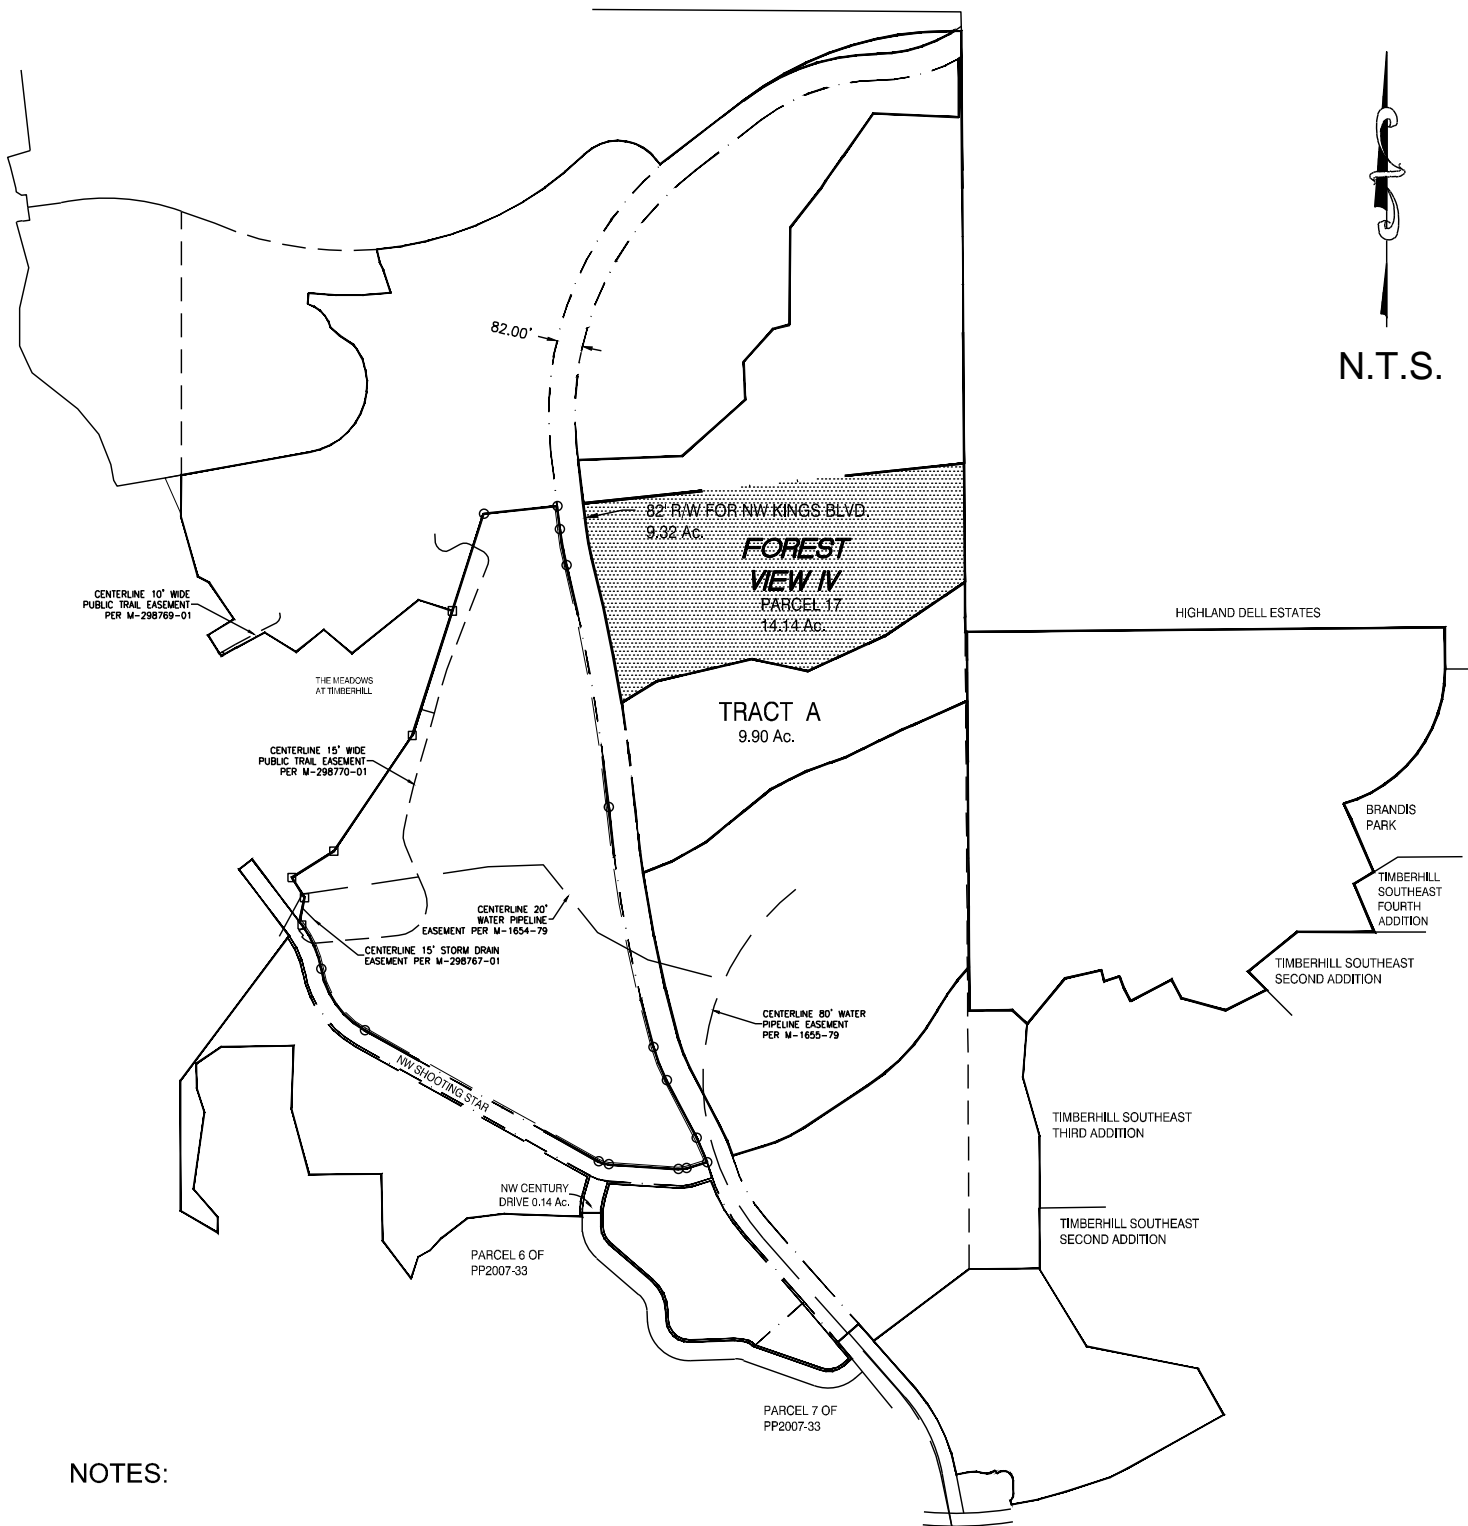 82.00'
N.T.S.
82' R/W FOR NW KINGS BLVD.
9.32 Ac.
FOREST
VIEW IV
PARCEL 17
14.14 Ac.
CENTERLINE 10' WIDE
PUBLIC TRAIL EASEMENT
PER M-298769-01
HIGHLAND DELL ESTATES
THE MEADOWS
AT TIMBERHILL
TRACT A
9.90 Ac.
CENTERLINE 15' WIDE
PUBLIC TRAIL EASEMENT
PER M-298770-01
BRANDIS
PARK
TIMBERHILL
SOUTHEAST
FOURTH
ADDITION
CENTERLINE 20'
WATER PIPELINE
EASEMENT PER M-1654-79
CENTERLINE 15' STORM DRAIN
EASEMENT PER M-298767-01
TIMBERHILL SOUTHEAST
SECOND ADDITION
CENTERLINE 80' WATER
PIPELINE EASEMENT
PER M-1655-79
NW SHOOTING STAR
TIMBERHILL SOUTHEAST
THIRD ADDITION
NW CENTURY
DRIVE 0.14 Ac.
TIMBERHILL SOUTHEAST
SECOND ADDITION
PARCEL 6 OF
PP2007-33
PARCEL 7 OF
PP2007-33
NOTES: